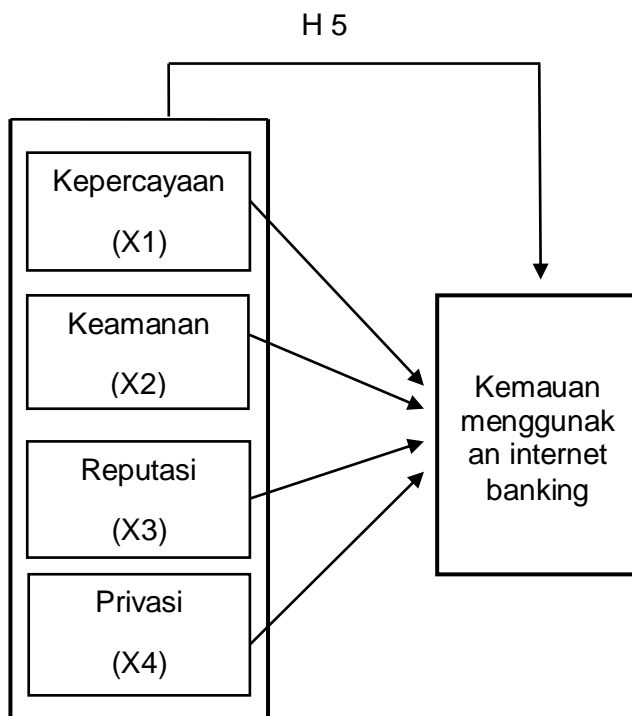 H 5
Kepercayaan
(X1)
Keamanan
(X2)
Reputasi
(X3)
Privasi
(X4)
Kemauan
menggunak
an internet
banking